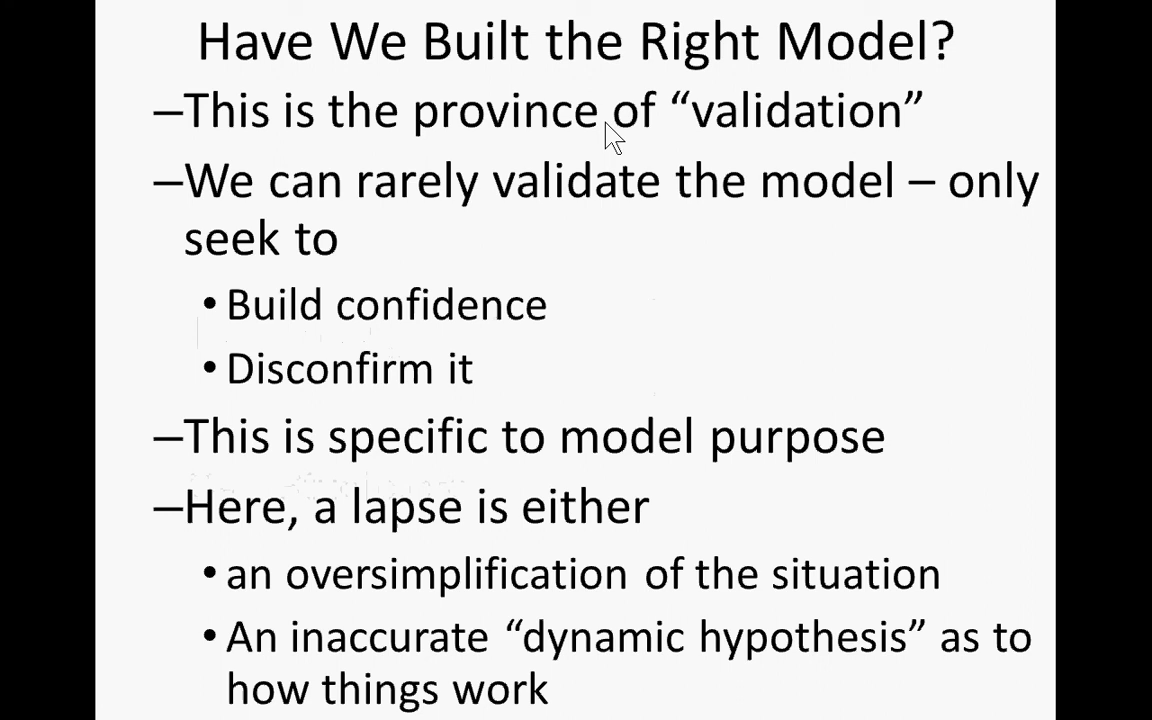 Have We Built the Right Model?
–This is the province of “validation”
–We can rarely validate the model – only
seek to
• Build confidence
• Disconfirm it
–This is specific to model purpose
–Here, a lapse is either
• an oversimplification of the situation
• An inaccurate “dynamic hypothesis” as to
how things work